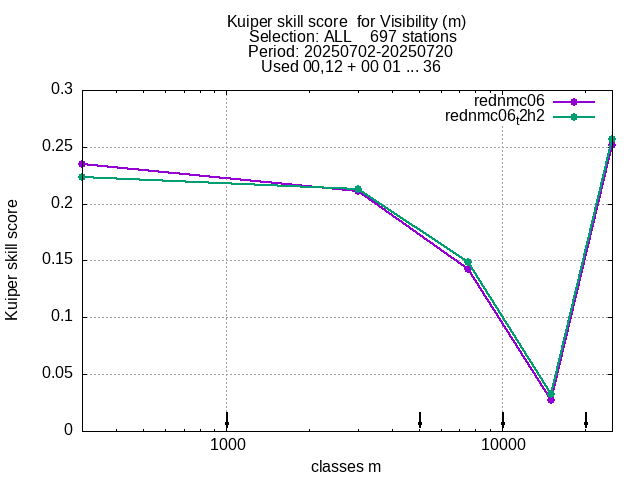 Kuiper skill score  for Visibility (m)
Selection: ALL    697 stations
Period: 20250702-20250720
Used 00,12 + 00 01 ... 36
rednmc06
rednmc06_t2h2
0.3
0.25
0.2
0.15
0.1
0.05
0
Kuiper skill score
1000
10000
classes m